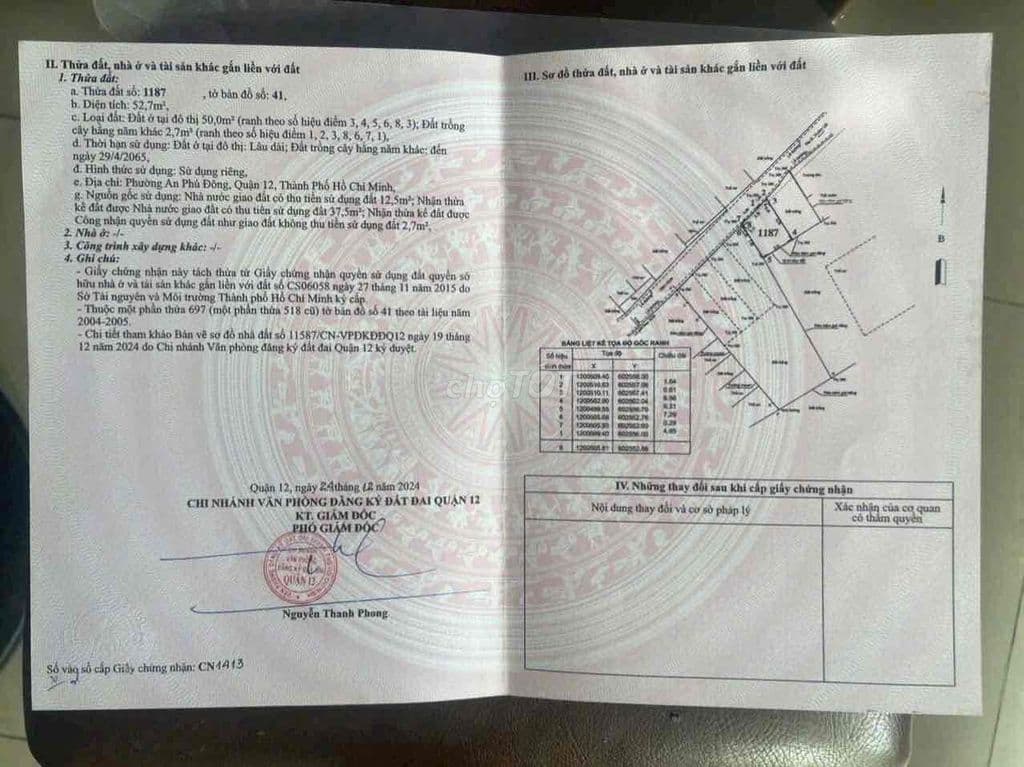 II. Thửa đất, nhà ở và tài sản khác gắn liền với đất
1. Thửa đất:
a. Thửa đất số: 1187 , tờ bản đồ số: 41,
b. Diện tích: 52,7m²,
c. Loại đất: Đất ở tại đô thị 50,0m² (ranh theo số hiệu điểm 3, 4, 5, 6, 8, 3); Đất trồng
cây hằng năm khác 2,7m² (ranh theo số hiệu điểm 1, 2, 3, 8, 6, 7, 1),
d. Thời hạn sử dụng: Đất ở tại đô thị: Lâu dài; Đất trồng cây hằng năm khác: đến
ngày 29/4/2065,
đ. Hình thức sử dụng: Sử dụng riêng,
e. Địa chỉ: Phường An Phú Đông, Quận 12, Thành Phố Hồ Chí Minh,
g. Nguồn gốc sử dụng: Nhà nước giao đất có thu tiền sử dụng đất 12,5m²; Nhận thừa
kế đất được Nhà nước giao đất có thu tiền sử dụng đất 37,5m²; Nhận thừa kế đất được
Công nhận quyền sử dụng đất như giao đất không thu tiền sử dụng đất 2,7m²,
2. Nhà ở: -/-
3. Công trình xây dựng khác: -/-
4. Ghi chú:
- Giấy chứng nhận này tách thửa từ Giấy chứng nhận quyền sử dụng đất quyền sở
hữu nhà ở và tài sản khác gắn liền với đất số CS06058 ngày 27 tháng 11 năm 2015 do
Sở Tài nguyên và Môi trường Thành phố Hồ Chí Minh ký cấp.
- Thuộc một phần thửa 697 (một phần thửa 518 cũ) tờ bản đồ số 41 theo tài liệu năm
2004-2005.
- Chi tiết tham khảo Bản vẽ sơ đồ nhà đất số 11587/CN-VPĐKĐĐQ12 ngày 19 tháng
12 năm 2024 do Chi nhánh Văn phòng đăng ký đất đai Quận 12 ký duyệt.
Quận 12, ngày 24 tháng 12 năm 2024
CHI NHÁNH VĂN PHÒNG ĐĂNG KÝ ĐẤT ĐAI QUẬN 12
KT. GIÁM ĐỐC
PHÓ GIÁM ĐỐC
QUẬN 12
Nguyễn Thanh Phong
Số vào sổ cấp Giấy chứng nhận: CN1413
III. Sơ đồ thửa đất, nhà ở và tài sản khác gắn liền với đất
1187
B
BẢNG LIỆT KÊ TỌA ĐỘ GÓC RANH
Số hiệu Tọa độ Chiều dài
X Y
chợTỐT
IV. Những thay đổi sau khi cấp giấy chứng nhận
Nội dung thay đổi và cơ sở pháp lý
Xác nhận của cơ quan
có thẩm quyền